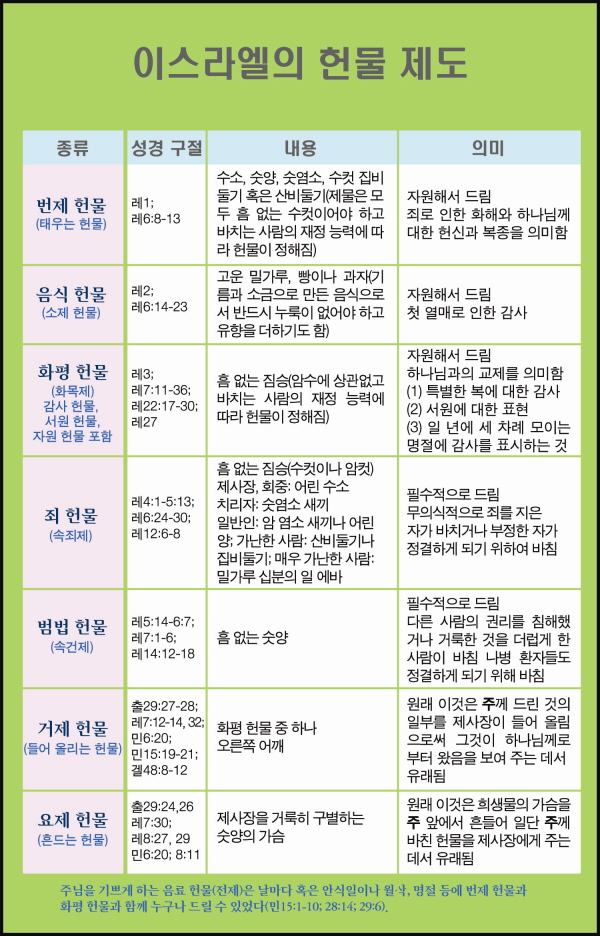 이스라엘의 헌물 제도
종류 성경 구절 내용 의미
번제 헌물
(태우는 헌물)
레1;
레6:8-13
수소, 숫양, 숫염소, 수컷 집비
둘기 혹은 산비둘기(제물은 모
두 흠 없는 수컷이어야 하고
바치는 사람의 재정 능력에 따
라 헌물이 정해짐)
자원해서 드림
죄로 인한 화해와 하나님께
대한 헌신과 복종을 의미함
음식 헌물
(소제 헌물)
레2;
레6:14-23
고운 밀가루, 빵이나 과자(기
름과 소금으로 만든 음식으로
서 반드시 누룩이 없어야 하고
유향을 더하기도 함)
자원해서 드림
첫 열매로 인한 감사
화평 헌물
(화목제)
감사 헌물,
서원 헌물,
자원 헌물 포함
레3;
레7:11-36;
레22:17-30;
레27
흠 없는 짐승(암수에 상관없고
바치는 사람의 재정 능력에
따라 헌물이 정해짐)
자원해서 드림
하나님과의 교제를 의미함
(1) 특별한 복에 대한 감사
(2) 서원에 대한 표현
(3) 일 년에 세 차례 모이는
명절에 감사를 표시하는 것
죄 헌물
(속죄제)
레4:1-5:13;
레6:24-30;
레12:6-8
흠 없는 짐승(수컷이나 암컷)
제사장, 회중: 어린 수소
치리자: 숫염소 새끼
일반인: 암 염소 새끼나 어린
양; 가난한 사람: 산비둘기나
집비둘기; 매우 가난한 사람:
밀가루 십분의 일 에바
필수적으로 드림
무의식적으로 죄를 지은
자가 바치거나 부정한 자가
정결하게 되기 위하여 바침
범법 헌물
(속건제)
레5:14-6:7;
레7:1-6;
레14:12-18
흠 없는 숫양
필수적으로 드림
다른 사람의 권리를 침해했
거나 거룩한 것을 더럽게 한
사람이 바침 나병 환자들도
정결하게 되기 위해 바침
거제 헌물
(들어 올리는 헌물)
출29:27-28;
레7:12-14, 32;
민6:20;
민15:19-21;
겔48:8-12
화평 헌물 중 하나
오른쪽 어깨
원래 이것은 주께 드린 것의
일부를 제사장이 들어 올림
으로써 그것이 하나님께로
부터 왔음을 보여 주는 데서
유래됨
요제 헌물
(흔드는 헌물)
출29:24,26
레7:30;
레8:27, 29
민6:20; 8:11
제사장을 거룩히 구별하는
숫양의 가슴
원래 이것은 희생물의 가슴을
주 앞에서 흔들어 일단 주께
바친 헌물을 제사장에게 주는
데서 유래됨
주님을 기쁘게 하는 음료 헌물(전제)은 날마다 혹은 안식일이나 월삭, 명절 등에 번제 헌물과
화평 헌물과 함께 누구나 드릴 수 있었다(민15:1-10; 28:14; 29:6).